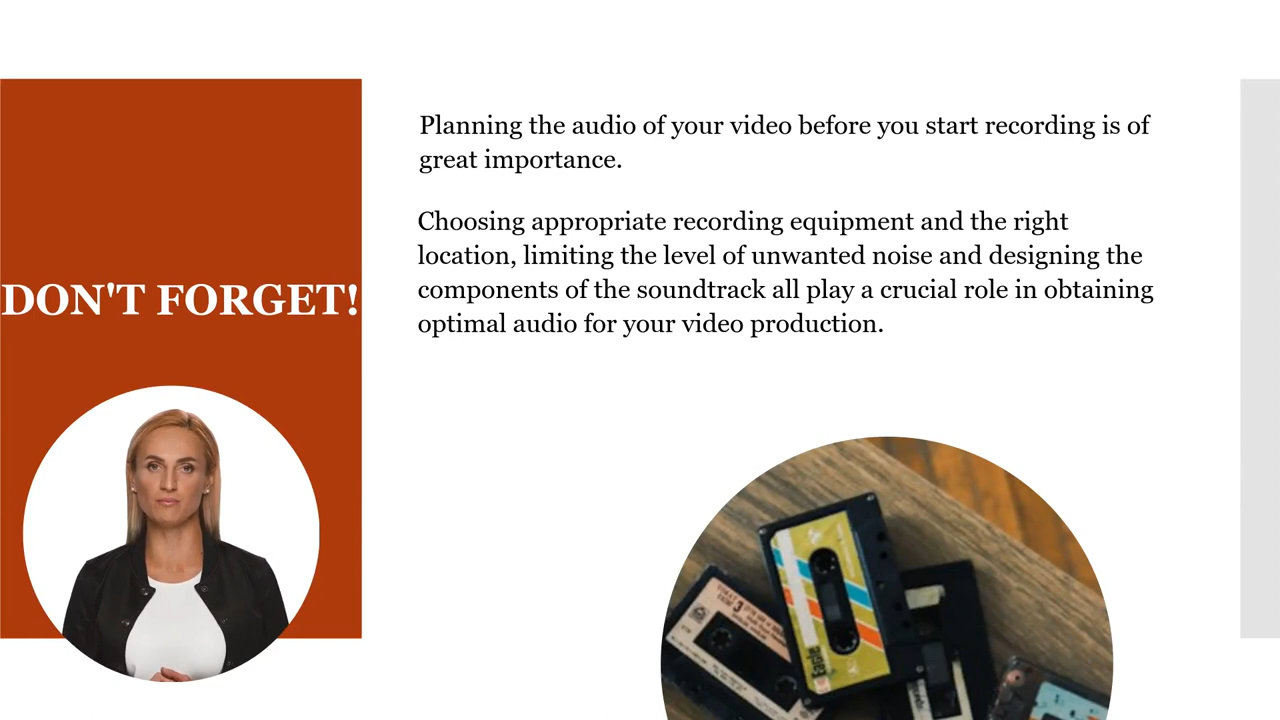 DON'T FORGET!
Planning the audio of your video before you start recording is of
great importance.
Choosing appropriate recording equipment and the right
location, limiting the level of unwanted noise and designing the
components of the soundtrack all play a crucial role in obtaining
optimal audio for your video production.
Eagle